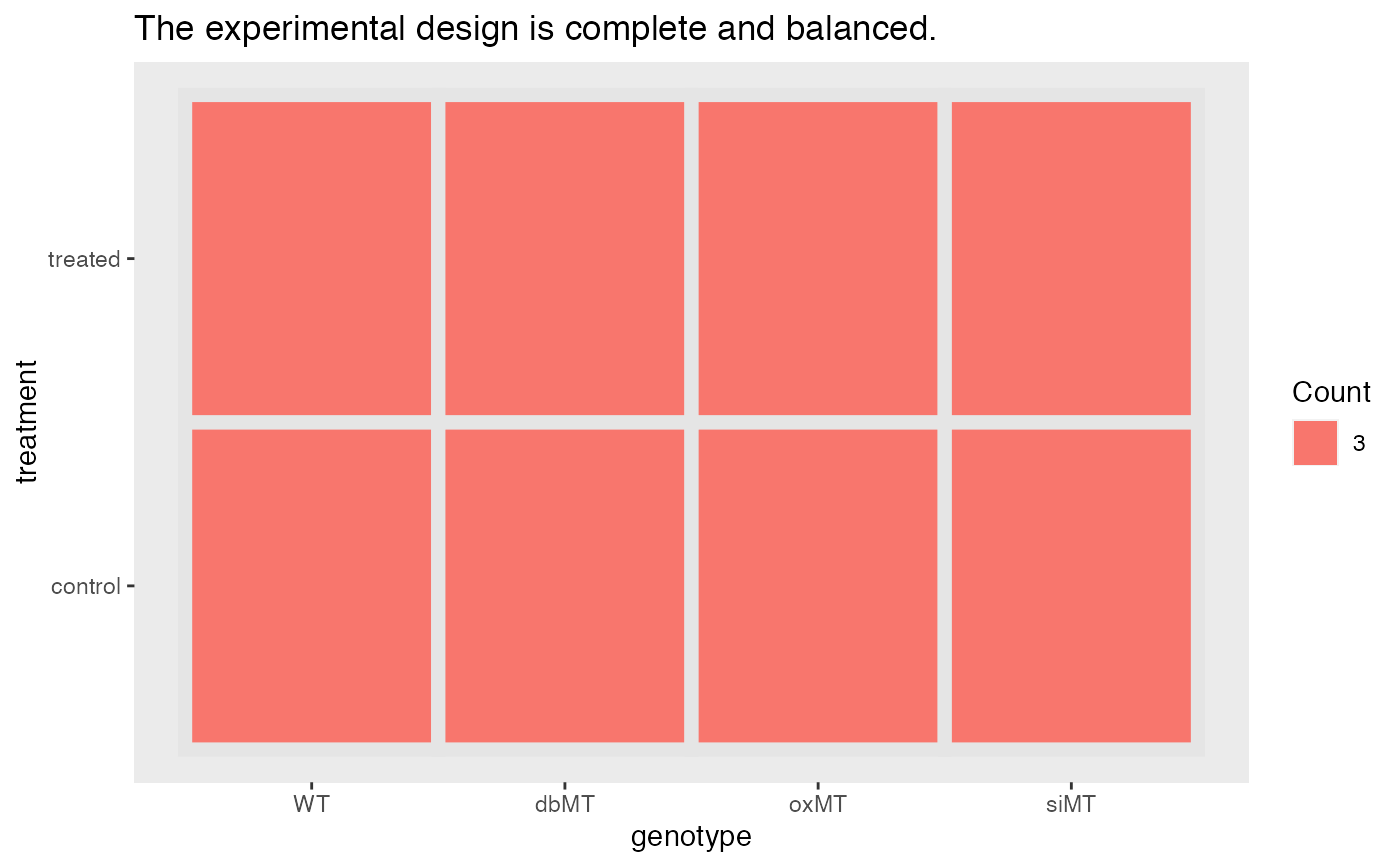 The experimental design is complete and balanced.
treated
control
treatment
WT dbMT oxMT siMT
genotype
Count
3